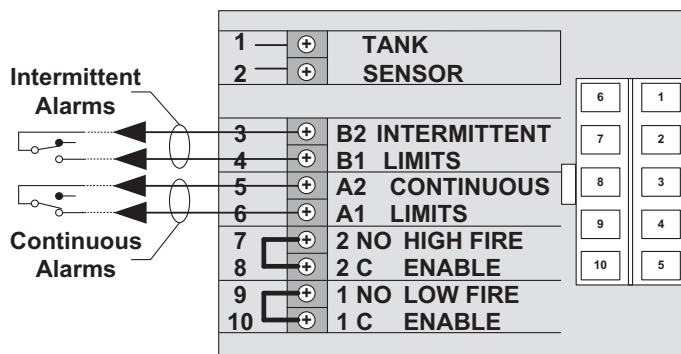 1 TANK
2 SENSOR
Intermittent
Alarms
3 B2 INTERMITTENT
4 B1 LIMITS
5 A2 CONTINUOUS
6 A1 LIMITS
Continuous
Alarms
7 2 NO HIGH FIRE
8 2 C ENABLE
9 1 NO LOW FIRE
10 1 C ENABLE
6 1
7 2
8 3
9 4
10 5